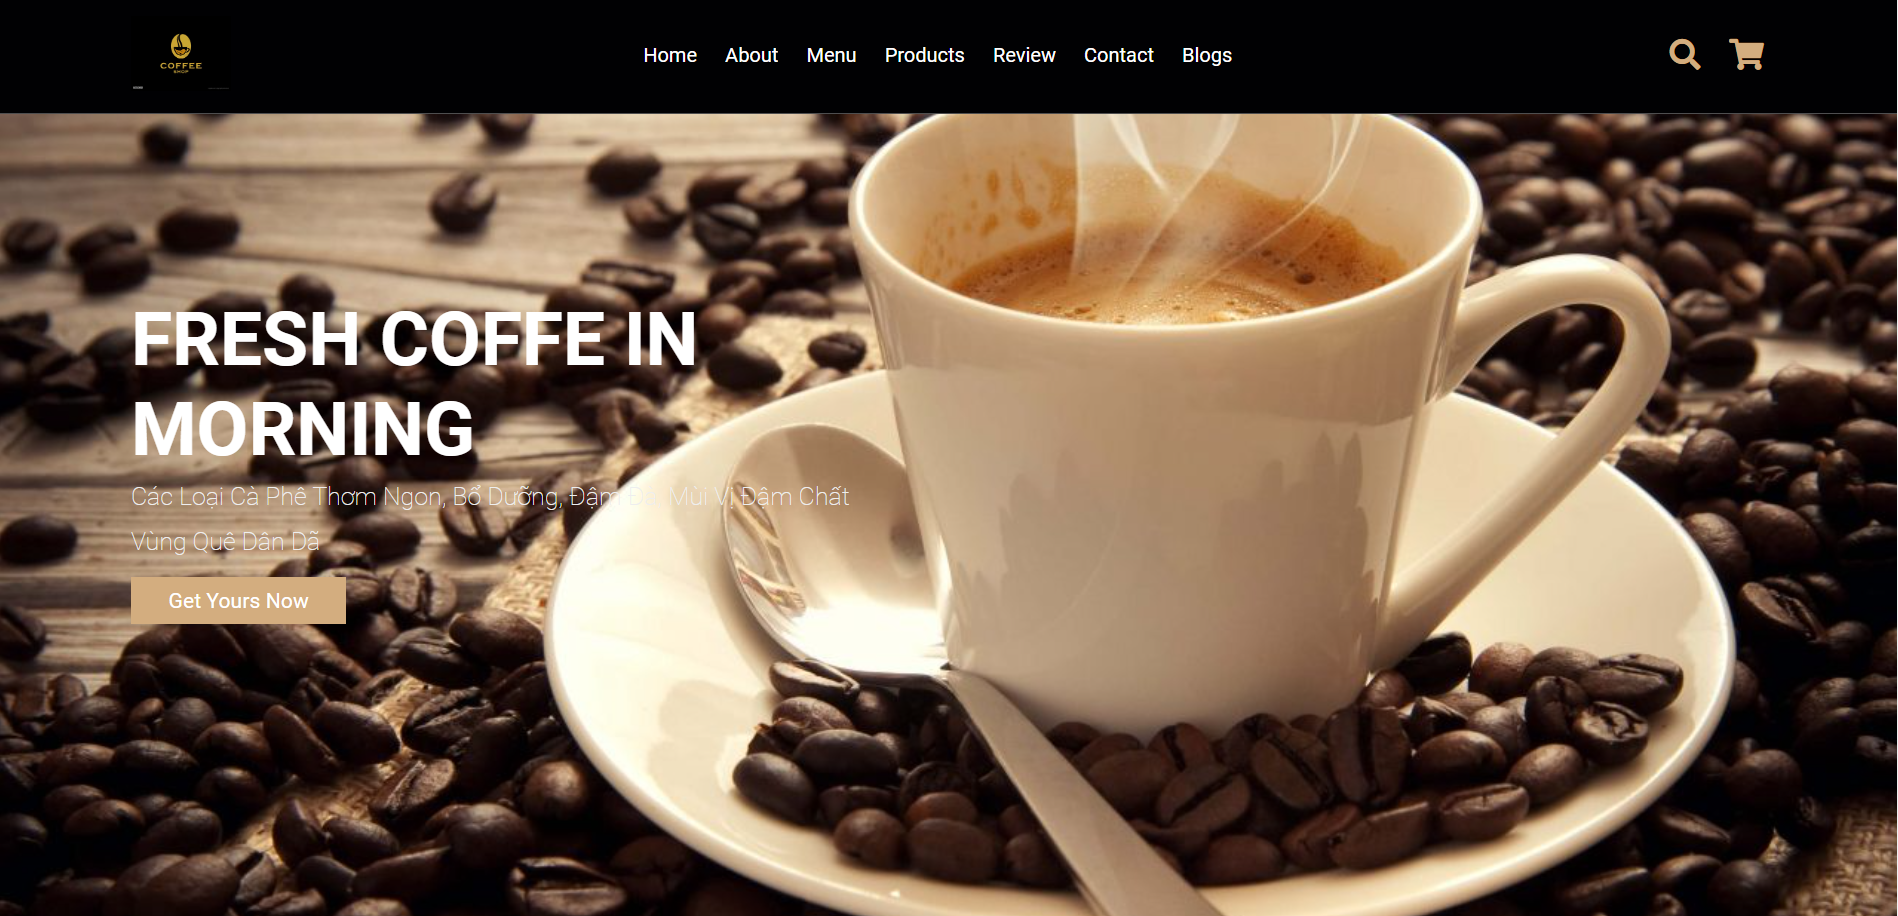 COFFEE
SHOP
Home About Menu Products Review Contact Blogs
FRESH COFFE IN
MORNING
Các Loại Cà Phê Thơm Ngon, Bổ Dưỡng, Đậm Đà Mùi Vị Đậm Chất
Vùng Quê Dân Dã
Get Yours Now